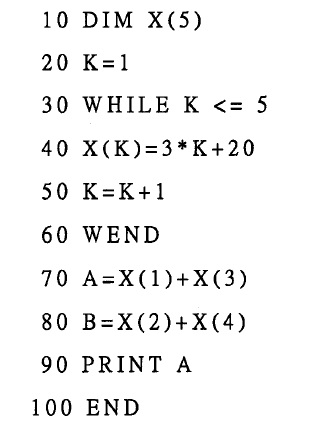 10 DIM X(5)
20 K=1
30 WHILE K <= 5
40 X(K)=3*K+20
50 K=K+1
60 WEND
70 A=X(1)+X(3)
80 B=X(2)+X(4)
90 PRINT A
100 END